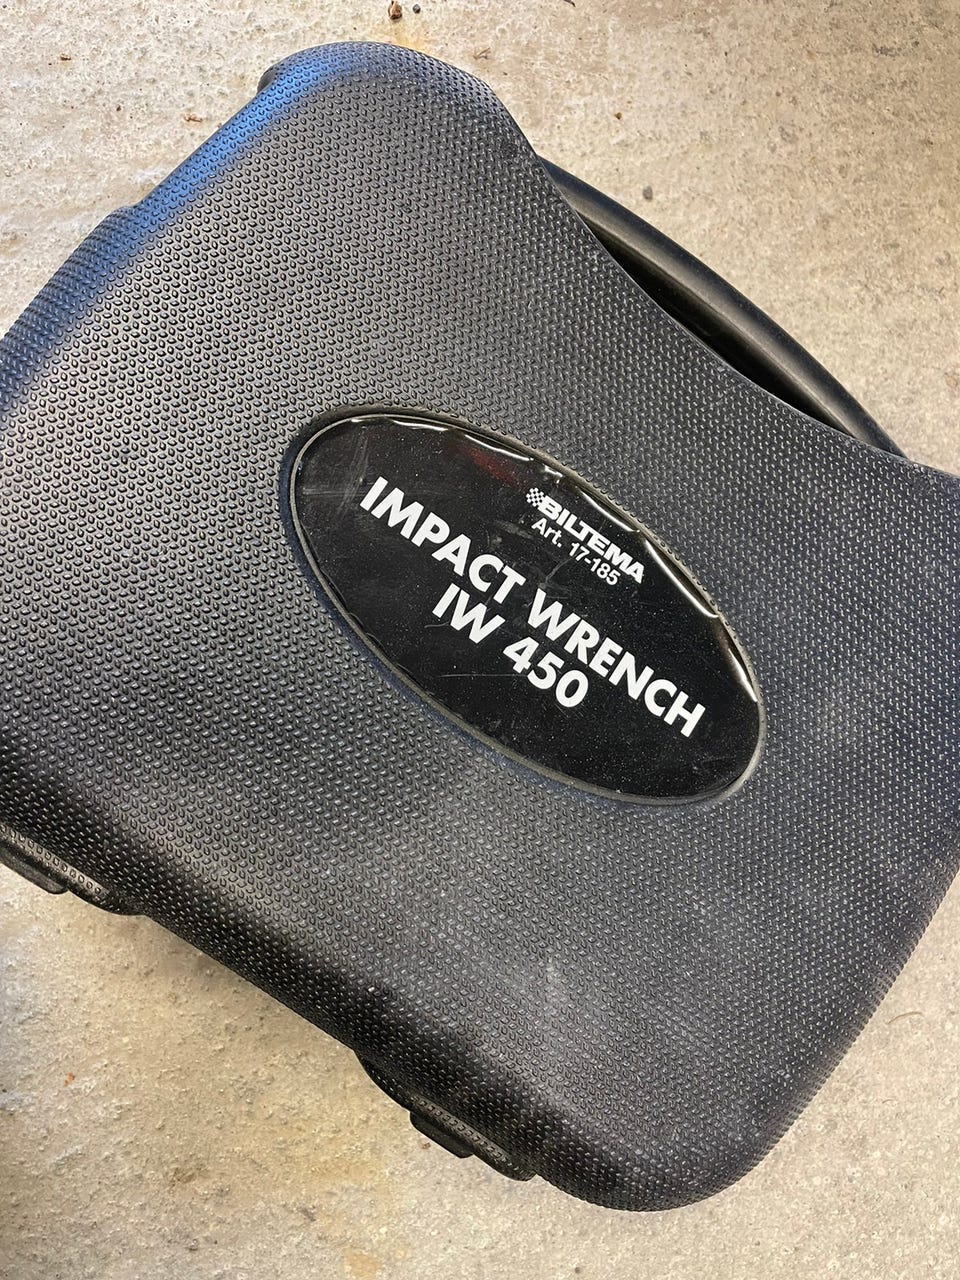 BILTEMA
Art. 17-185
IMPACT WRENCH
IW 450